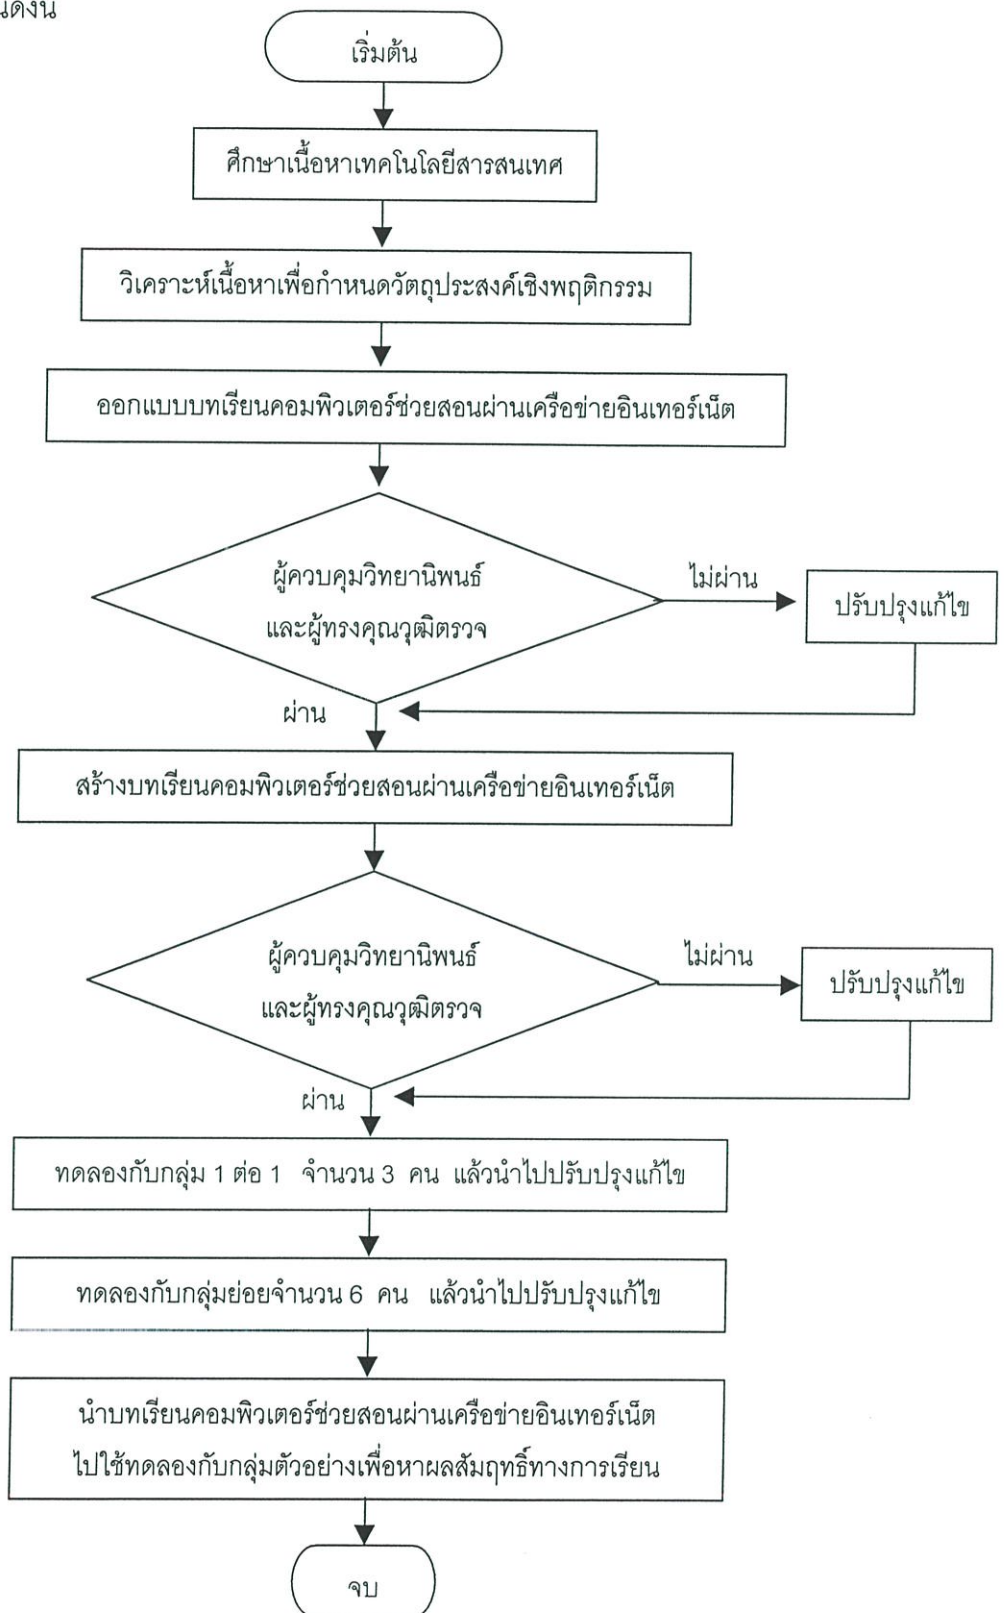 เริ่มต้น
ศึกษาเนื้อหาเทคโนโลยีสารสนเทศ
วิเคราะห์เนื้อหาเพื่อกำหนดวัตถุประสงค์เชิงพฤติกรรม
ออกแบบบทเรียนคอมพิวเตอร์ช่วยสอนผ่านเครือข่ายอินเทอร์เน็ต
ผู้ควบคุมวิทยานิพนธ์
และผู้ทรงคุณวุฒิตรวจ
ไม่ผ่าน
ปรับปรุงแก้ไข
ผ่าน
สร้างบทเรียนคอมพิวเตอร์ช่วยสอนผ่านเครือข่ายอินเทอร์เน็ต
ผู้ควบคุมวิทยานิพนธ์
และผู้ทรงคุณวุฒิตรวจ
ไม่ผ่าน
ปรับปรุงแก้ไข
ผ่าน
ทดลองกับกลุ่ม 1 ต่อ 1 จำนวน 3 คน แล้วนำไปปรับปรุงแก้ไข
ทดลองกับกลุ่มย่อยจำนวน 6 คน แล้วนำไปปรับปรุงแก้ไข
นำบทเรียนคอมพิวเตอร์ช่วยสอนผ่านเครือข่ายอินเทอร์เน็ต
ไปใช้ทดลองกับกลุ่มตัวอย่างเพื่อหาผลสัมฤทธิ์ทางการเรียน
จบ